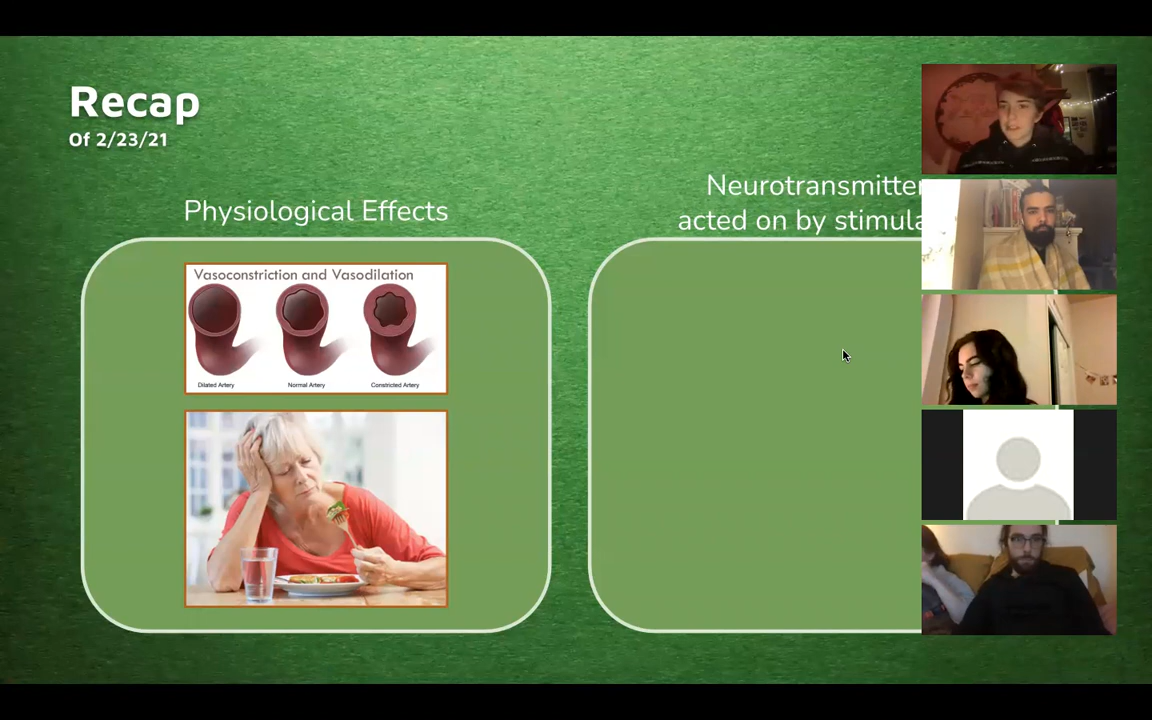 Recap
Of 2/23/21
Physiological Effects
Neurotransmitter
acted on by stimula
Vasoconstriction and Vasodilation
Dilated Artery
Normal Artery
Constricted Artery